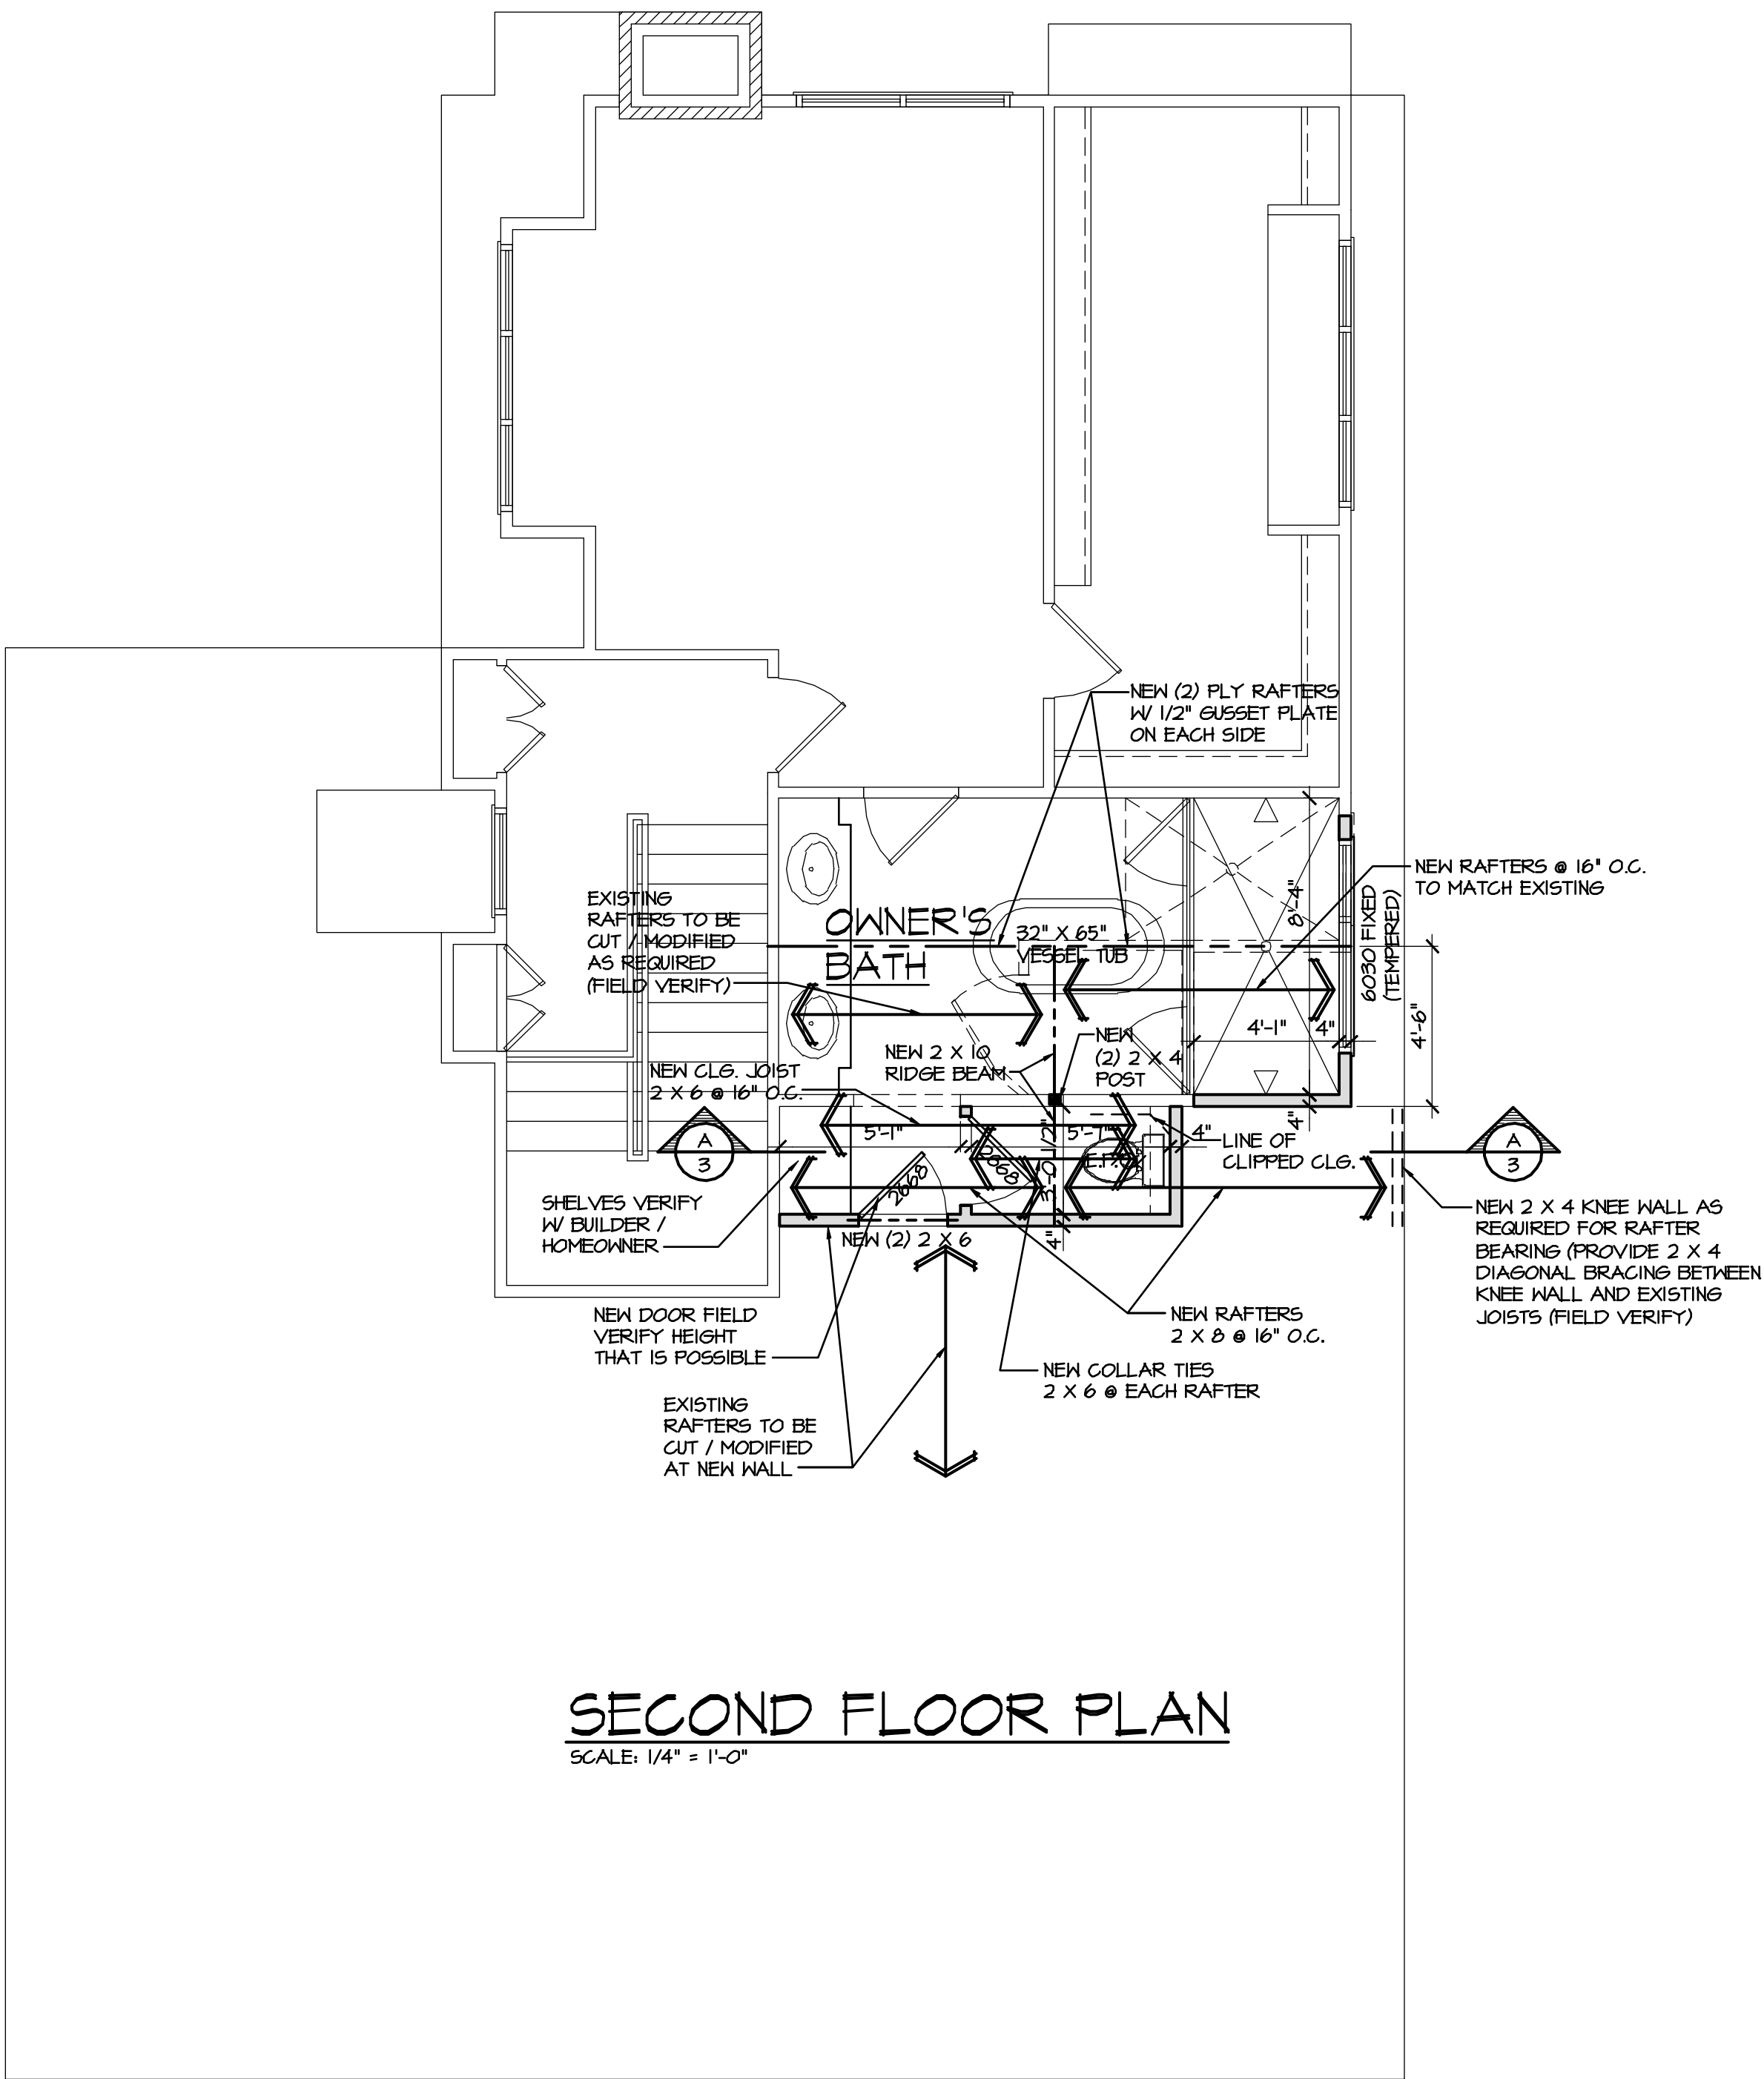 NEW (2) PLY RAFTERS
W/ 1/2" GUSSET PLATE
ON EACH SIDE
NEW RAFTERS @ 16" O.C.
TO MATCH EXISTING
EXISTING
RAFTERS TO BE
CUT / MODIFIED
AS REQUIRED
(FIELD VERIFY)
OWNER'S
BATH
32" X 65"
VESSEL TUB
8'-4"
6030 FIXED
(TEMPERED)
4'-6"
4'-1"
4"
NEW
(2) 2 X 4
POST
NEW 2 X 10
RIDGE BEAM
NEW CLG. JOIST
2 X 6 @ 16" O.C.
4"
A
3
5'-1"
5'-7"
4"
3'-0 1/2"
2668
2668
LINE OF
CLIPPED CLG.
A
3
SHELVES VERIFY
W/ BUILDER /
HOMEOWNER
NEW (2) 2 X 6
4"
NEW 2 X 4 KNEE WALL AS
REQUIRED FOR RAFTER
BEARING (PROVIDE 2 X 4
DIAGONAL BRACING BETWEEN
KNEE WALL AND EXISTING
JOISTS (FIELD VERIFY)
NEW DOOR FIELD
VERIFY HEIGHT
THAT IS POSSIBLE
NEW RAFTERS
2 X 8 @ 16" O.C.
NEW COLLAR TIES
2 X 6 @ EACH RAFTER
EXISTING
RAFTERS TO BE
CUT / MODIFIED
AT NEW WALL
SECOND FLOOR PLAN
SCALE: 1/4" = 1'-0"